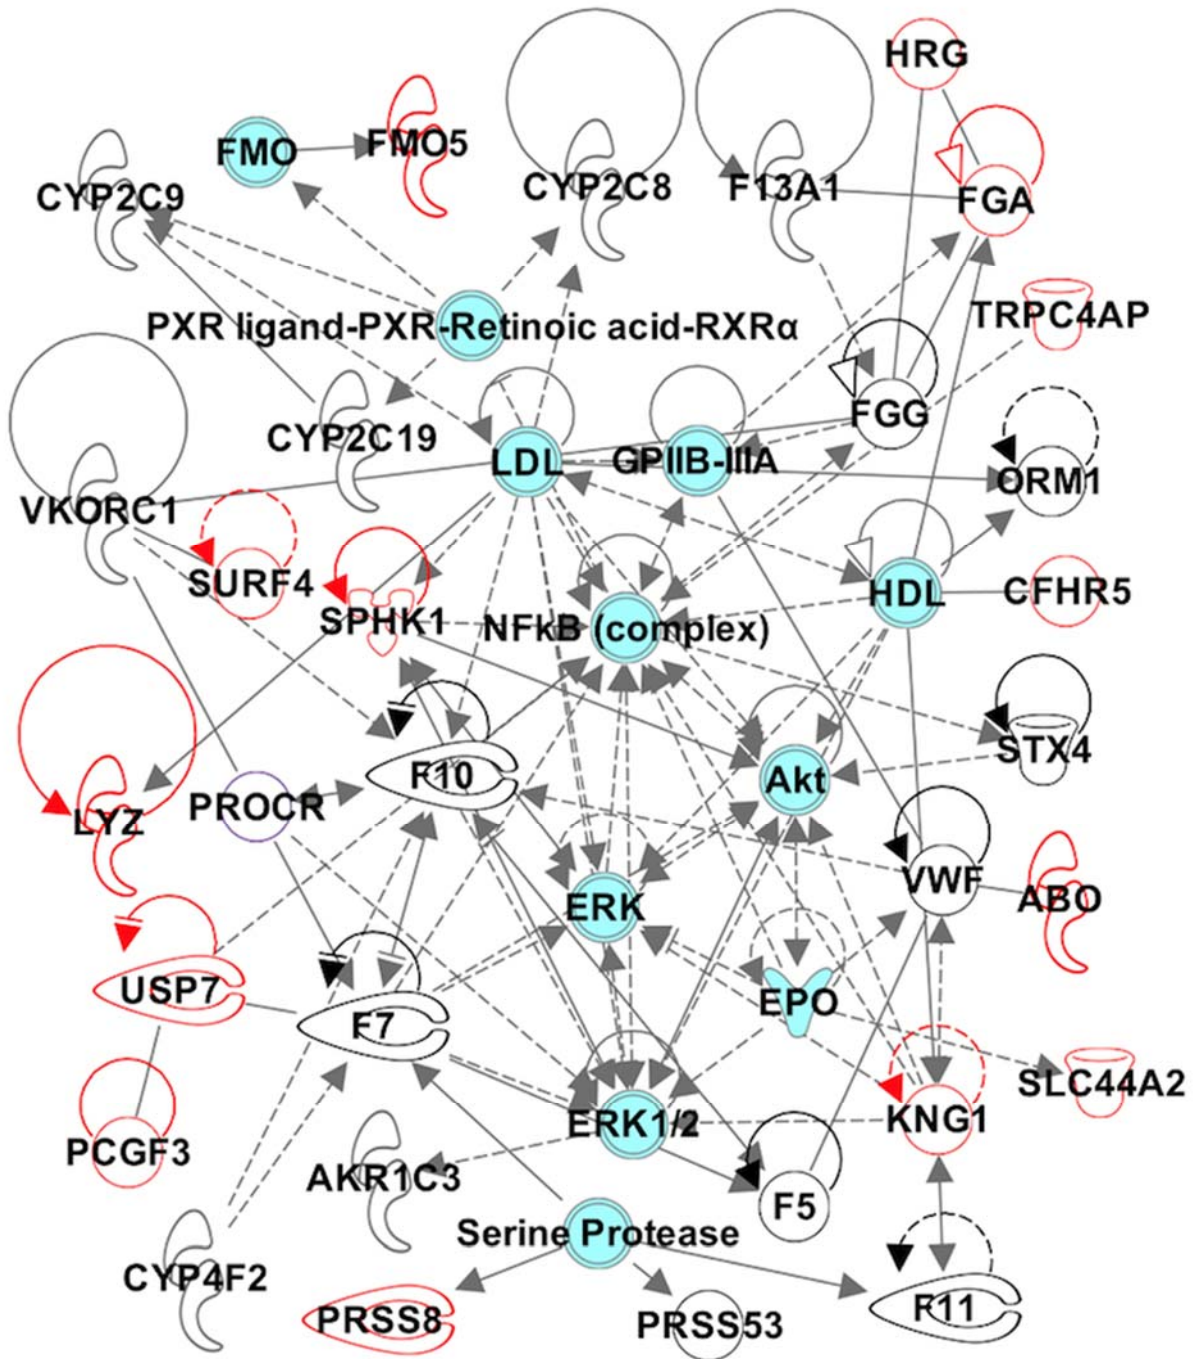 HRG
FMO
FMO5
CYP2C9
CYP2C8
F13A1
FGA
PXR ligand-PXR-Retinoic acid-RXRα
TRPC4AP
FGG
CYP2C19
LDL
GPIIB-IIIA
ORM1
VKORC1
SURF4
SPHK1
NFkB (complex)
HDL
CFHR5
STX4
F10
Akt
PROCR
LYZ
VWF
ABO
ERK
USP7
EPO
F7
SLC44A2
KNG1
ERK1/2
PCGF3
AKR1C3
F5
Serine Protease
CYP4F2
F11
PRSS8
PRSS53